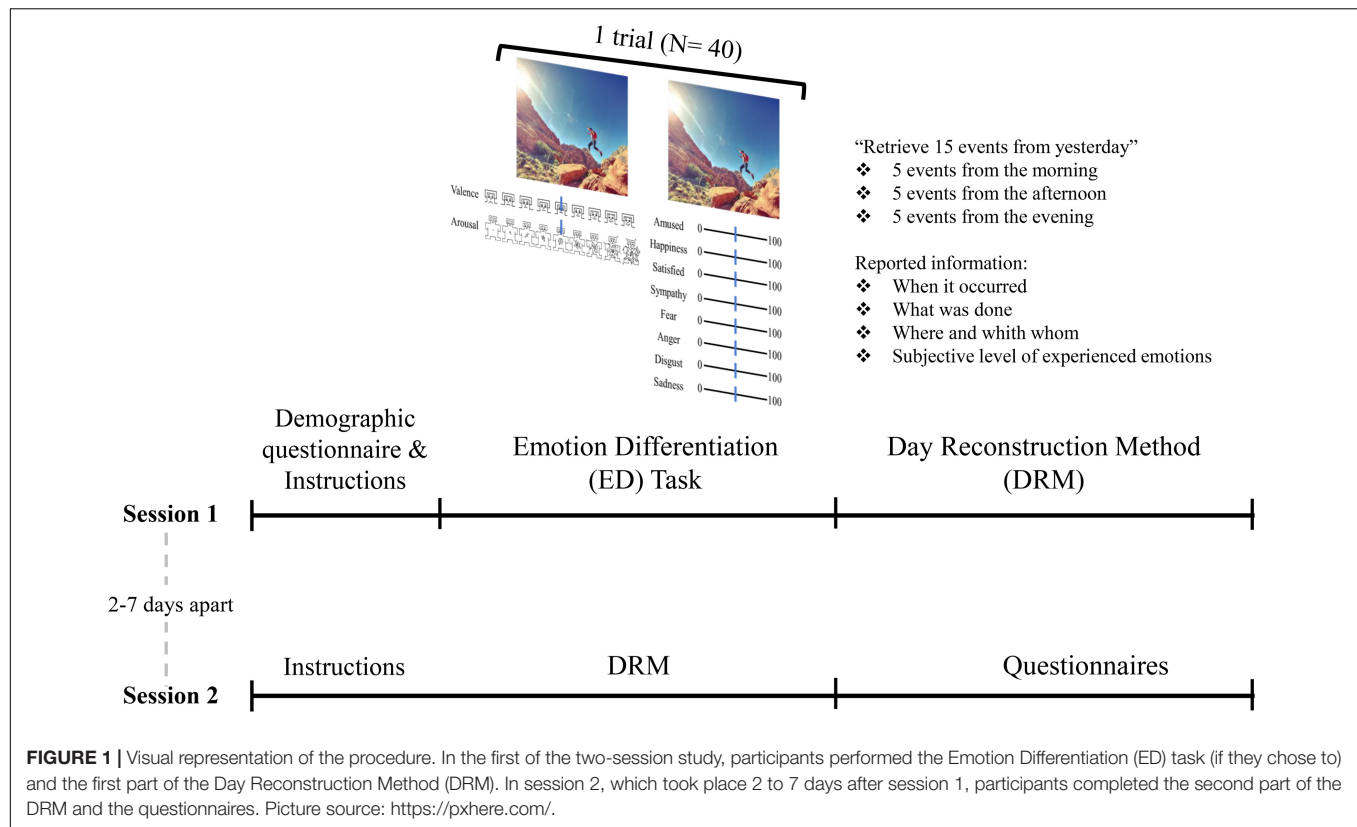 1 trial (N= 40)
Valence
Arousal
Amused 0 100
Happiness 0 100
Satisfied 0 100
Sympathy 0 100
Fear 0 100
Anger 0 100
Disgust 0 100
Sadness 0 100
“Retrieve 15 events from yesterday”
❖ 5 events from the morning
❖ 5 events from the afternoon
❖ 5 events from the evening
Reported information:
❖ When it occurred
❖ What was done
❖ Where and whith whom
❖ Subjective level of experienced emotions
Demographic
questionnaire &
Instructions
Emotion Differentiation
(ED) Task
Day Reconstruction Method
(DRM)
Session 1
2-7 days apart
Instructions
DRM
Questionnaires
Session 2
FIGURE 1 | Visual representation of the procedure. In the first of the two-session study, participants performed the Emotion Differentiation (ED) task (if they chose to)
and the first part of the Day Reconstruction Method (DRM). In session 2, which took place 2 to 7 days after session 1, participants completed the second part of the
DRM and the questionnaires. Picture source: https://pxhere.com/.